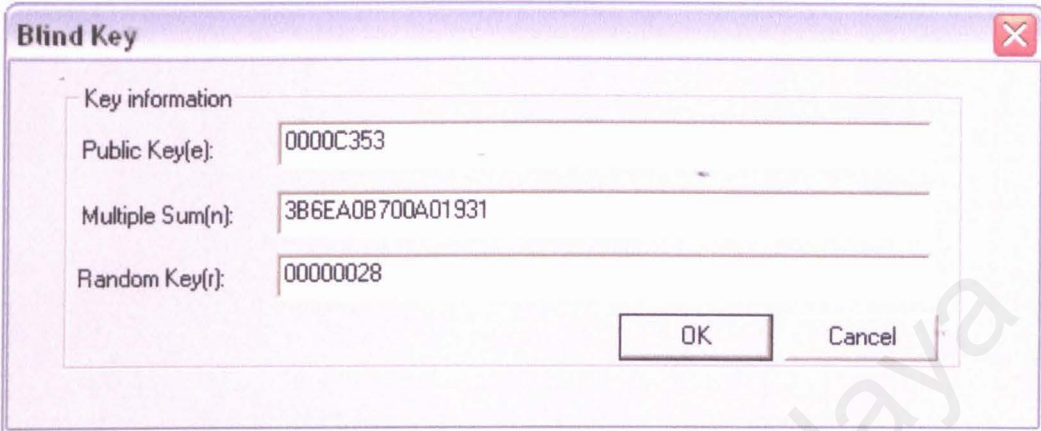 Blind Key
Key information
Public Key(e): 0000C353
Multiple Sum(n): 3B6EA0B700A01931
Random Key(r): 00000028
OK Cancel